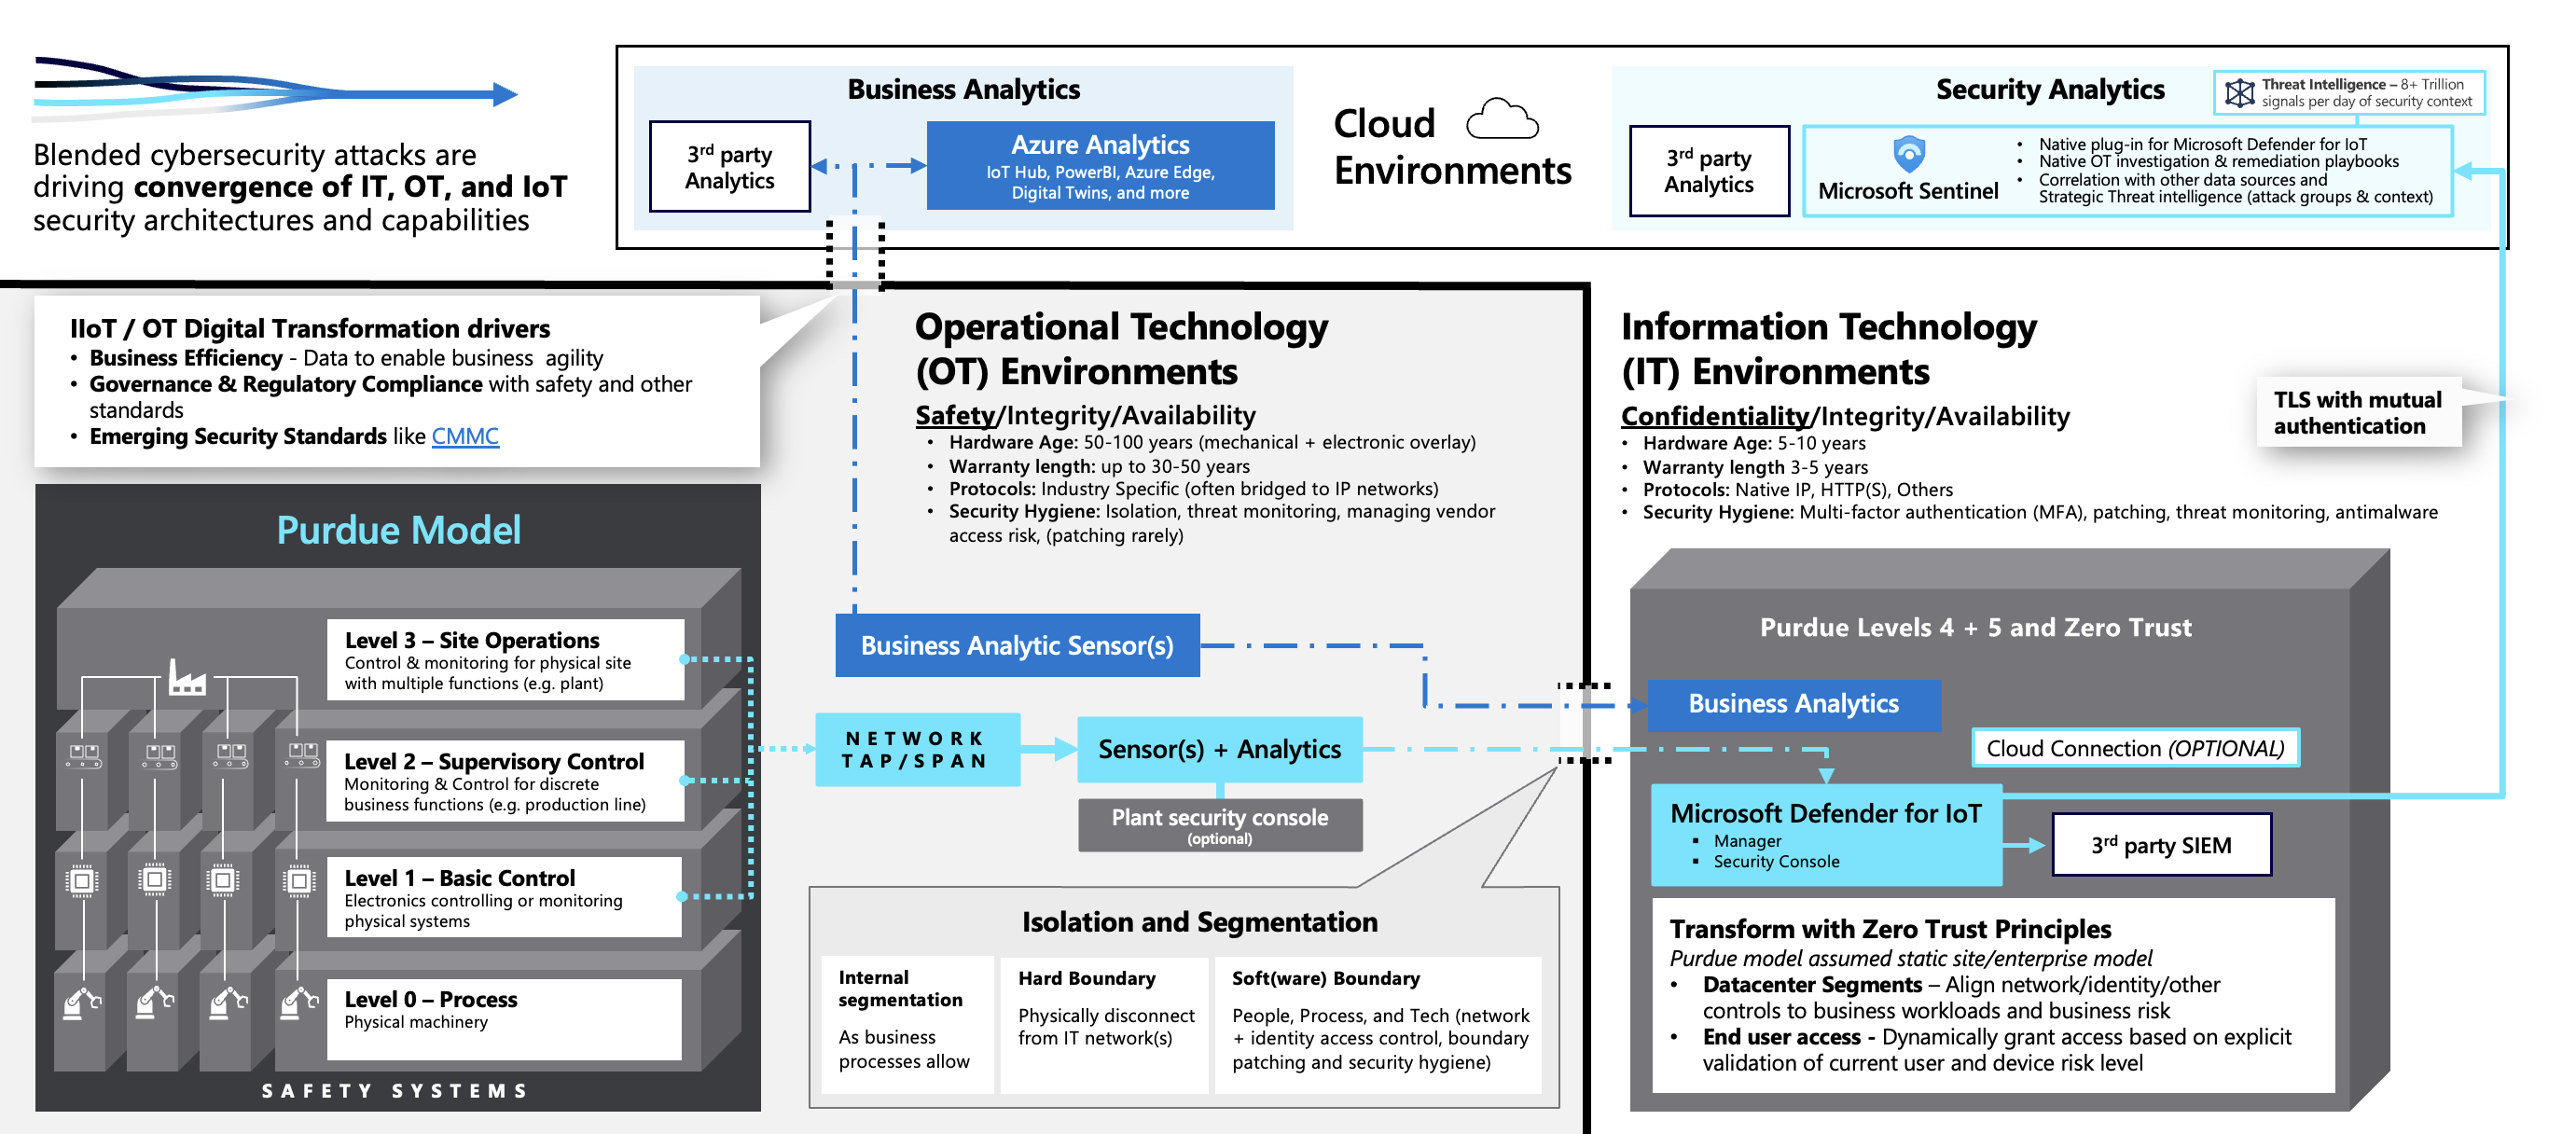 Blended cybersecurity attacks are
driving convergence of IT, OT, and IoT
security architectures and capabilities
Business Analytics
3rd party
Analytics
Azure Analytics
IoT Hub, PowerBI, Azure Edge,
Digital Twins, and more
Cloud
Environments
Security Analytics
Threat Intelligence – 8+ Trillion
signals per day of security context
3rd party
Analytics
Microsoft Sentinel
• Native plug-in for Microsoft Defender for IoT
• Native OT investigation & remediation playbooks
• Correlation with other data sources and
Strategic Threat intelligence (attack groups & context)
IIoT / OT Digital Transformation drivers
• Business Efficiency - Data to enable business agility
• Governance & Regulatory Compliance with safety and other
standards
• Emerging Security Standards like CMMC
Operational Technology
(OT) Environments
Safety/Integrity/Availability
• Hardware Age: 50-100 years (mechanical + electronic overlay)
• Warranty length: up to 30-50 years
• Protocols: Industry Specific (often bridged to IP networks)
• Security Hygiene: Isolation, threat monitoring, managing vendor
access risk, (patching rarely)
Information Technology
(IT) Environments
Confidentiality/Integrity/Availability
• Hardware Age: 5-10 years
• Warranty length 3-5 years
• Protocols: Native IP, HTTP(S), Others
• Security Hygiene: Multi-factor authentication (MFA), patching, threat monitoring, antimalware
TLS with mutual
authentication
Purdue Model
Level 3 – Site Operations
Control & monitoring for physical site
with multiple functions (e.g. plant)
Level 2 – Supervisory Control
Monitoring & Control for discrete
business functions (e.g. production line)
Level 1 – Basic Control
Electronics controlling or monitoring
physical systems
Level 0 – Process
Physical machinery
SAFETY SYSTEMS
Business Analytic Sensor(s)
NETWORK
TAP/SPAN
Sensor(s) + Analytics
Plant security console
(optional)
Isolation and Segmentation
Internal
segmentation
As business
processes allow
Hard Boundary
Physically disconnect
from IT network(s)
Soft(ware) Boundary
People, Process, and Tech (network
+ identity access control, boundary
patching and security hygiene)
Purdue Levels 4 + 5 and Zero Trust
Business Analytics
Cloud Connection (OPTIONAL)
Microsoft Defender for IoT
▪ Manager
▪ Security Console
3rd party SIEM
Transform with Zero Trust Principles
Purdue model assumed static site/enterprise model
• Datacenter Segments – Align network/identity/other
controls to business workloads and business risk
• End user access - Dynamically grant access based on explicit
validation of current user and device risk level